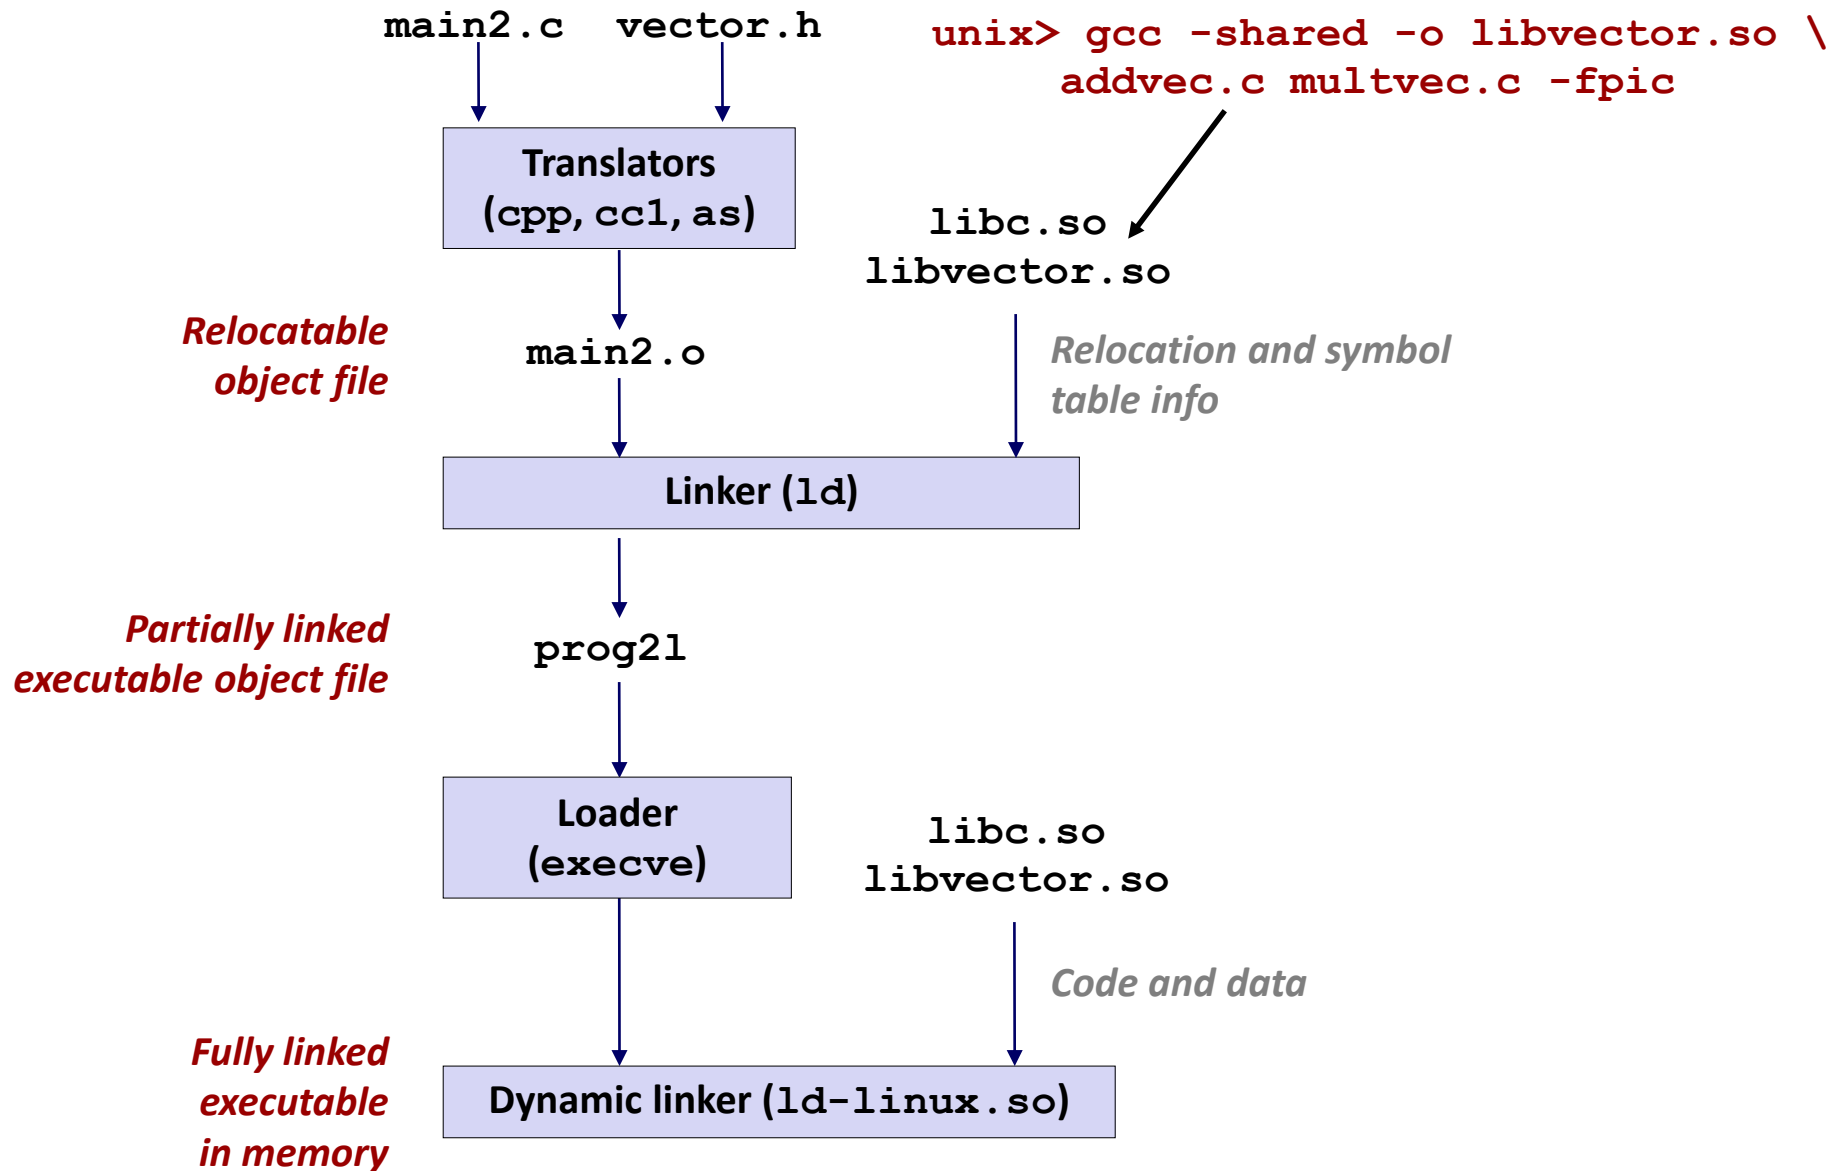 main2.c vector.h
unix> gcc -shared -o libvector.so \
addvec.c multvec.c -fpic
Translators
(cpp, cc1, as)
libc.so
libvector.so
Relocatable
object file
main2.o
Relocation and symbol
table info
Linker (ld)
Partially linked
executable object file
prog2l
Loader
(execve)
libc.so
libvector.so
Code and data
Fully linked
executable
in memory
Dynamic linker (ld-linux.so)